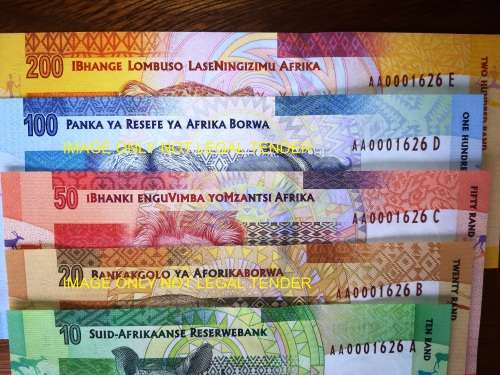 200 IBHANGE LOMBUSO LASENINGIZIMU AFRIKA
AA0001626 E
TWO HUNDRED RAND
100 PANKA YA RESEFE YA AFRIKA BORWA
IMAGE ONLY NOT LEGAL TENDER
AA0001626 D
ONE HUNDRE
50 IBHANKI ENGUVIMBA YOMZANTSI AFRIKA
AA0001626 C
FIFTY RAND
20 RANKAKGOLO YA AFORIKABORWA
IMAGE ONLY NOT LEGAL TENDER
AA0001626 B
TWENTY RAND
10 SUID-AFRIKAANSE RESERWEBANK
AA0001626 A
TEN RAND